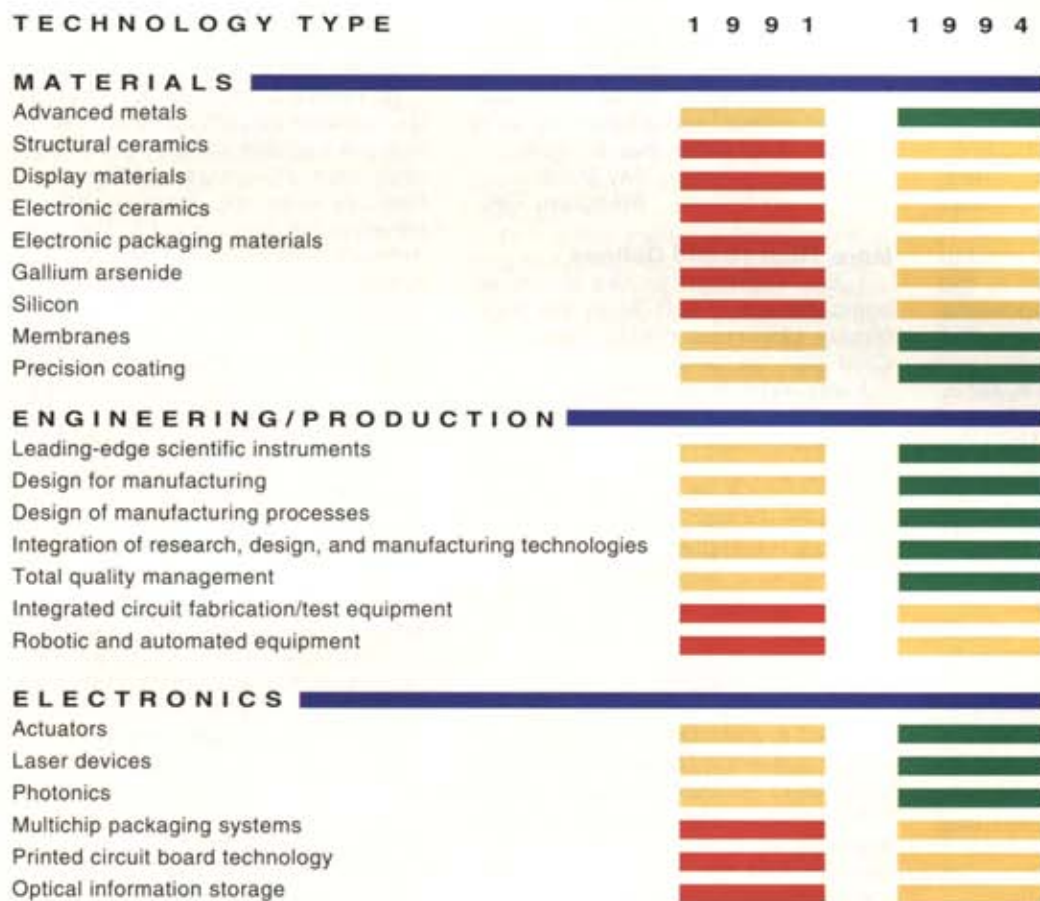 TECHNOLOGY TYPE 1991 1994
MATERIALS
Advanced metals
Structural ceramics
Display materials
Electronic ceramics
Electronic packaging materials
Gallium arsenide
Silicon
Membranes
Precision coating
ENGINEERING/PRODUCTION
Leading-edge scientific instruments
Design for manufacturing
Design of manufacturing processes
Integration of research, design, and manufacturing technologies
Total quality management
Integrated circuit fabrication/test equipment
Robotic and automated equipment
ELECTRONICS
Actuators
Laser devices
Photonics
Multichip packaging systems
Printed circuit board technology
Optical information storage